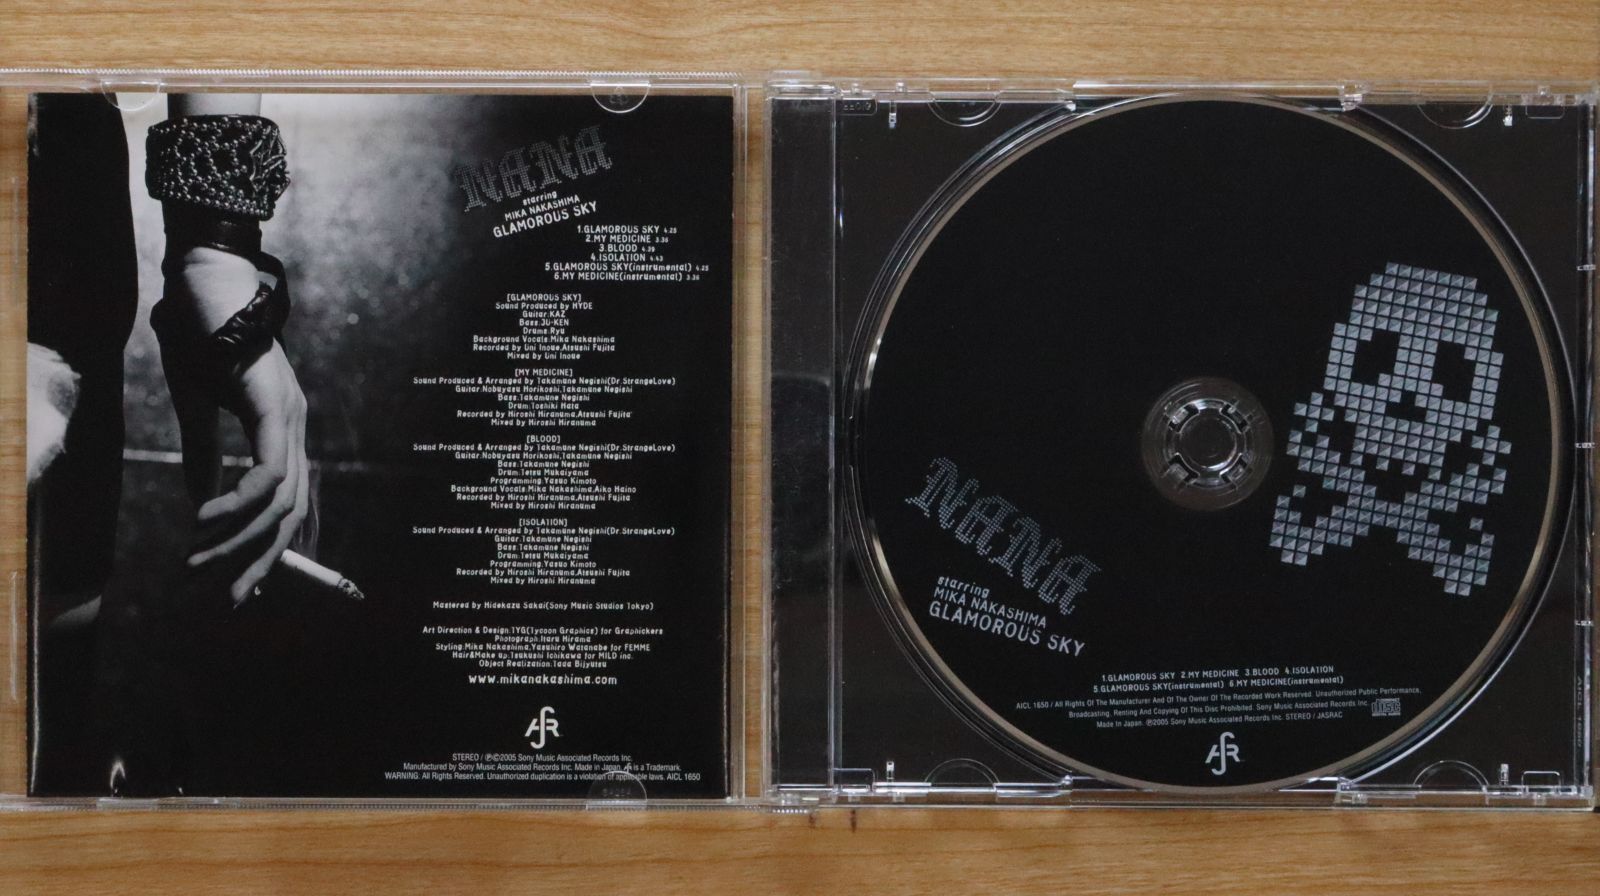 NANA
starring
MIKA NAKASHIMA
GLAMOROUS SKY
1.GLAMOROUS SKY 4:25
2.MY MEDICINE 3:36
3.BLOOD 4:39
4.ISOLATION 4:43
5.GLAMOROUS SKY(instrumental) 4:25
6.MY MEDICINE(instrumental) 3:36
[GLAMOROUS SKY]
Sound Produced by HYDE
Guitar:KAZ
Bass:JU-KEN
Drums:Ryu
Background Vocals:Mika Nakashima
Recorded by Uni Inoue,Atsushi Fujita
Mixed by Uni Inoue
[MY MEDICINE]
Sound Produced & Arranged by Takamune Negishi(Dr.StrangeLove)
Guitar:Nobuyasu Horikoshi,Takamune Negishi
Bass:Takamune Negishi
Drum:Toshiki Hata
Recorded by Hiroshi Hiranuma,Atsushi Fujita
Mixed by Hiroshi Hiranuma
[BLOOD]
Sound Produced & Arranged by Takamune Negishi(Dr.StrangeLove)
Guitar:Nobuyasu Horikoshi,Takamune Negishi
Bass:Takamune Negishi
Drum:Tetsu Mukaiyama
Programming:Yasuo Kimoto
Background Vocals:Mika Nakashima,Aiko Haino
Recorded by Hiroshi Hiranuma,Atsushi Fujita
Mixed by Hiroshi Hiranuma
[ISOLATION]
Sound Produced & Arranged by Takamune Negishi(Dr.StrangeLove)
Guitar:Takamune Negishi
Bass:Takamune Negishi
Drum:Tetsu Mukaiyama
Programming:Yasuo Kimoto
Recorded by Hiroshi Hiranuma,Atsushi Fujita
Mixed by Hiroshi Hiranuma
Mastered by Hidekazu Sakai(Sony Music Studios Tokyo)
Art Direction & Design:TYG(Tycoon Graphics) for Graphickers
Photograph:Itaru Hirama
Styling:Mika Nakashima,Yasuhiro Watanabe for FEMME
Hair&Make up:Tsukushi Ichikawa for MILD inc.
Object Realization:Tada Bijyutsu
www.mikanakashima.com
STEREO / ℗©2005 Sony Music Associated Records Inc.
Manufactured by Sony Music Associated Records Inc. Made in Japan. is a Trademark.
WARNING: All Rights Reserved. Unauthorized duplication is a violation of applicable laws. AICL 1650
NANA
starring
MIKA NAKASHIMA
GLAMOROUS SKY
1.GLAMOROUS SKY 2.MY MEDICINE 3.BLOOD 4.ISOLATION
5.GLAMOROUS SKY(instrumental) 6.MY MEDICINE(instrumental)
AICL 1650 / All Rights Of The Manufacturer And Of The Owner Of The Recorded Work Reserved. Unauthorized Public Performance,
Broadcasting, Renting And Copying Of This Disc Prohibited. Sony Music Associated Records Inc.
Made In Japan. ℗2005 Sony Music Associated Records Inc. STEREO / JASRAC
COMPACT
disc
DIGITAL AUDIO